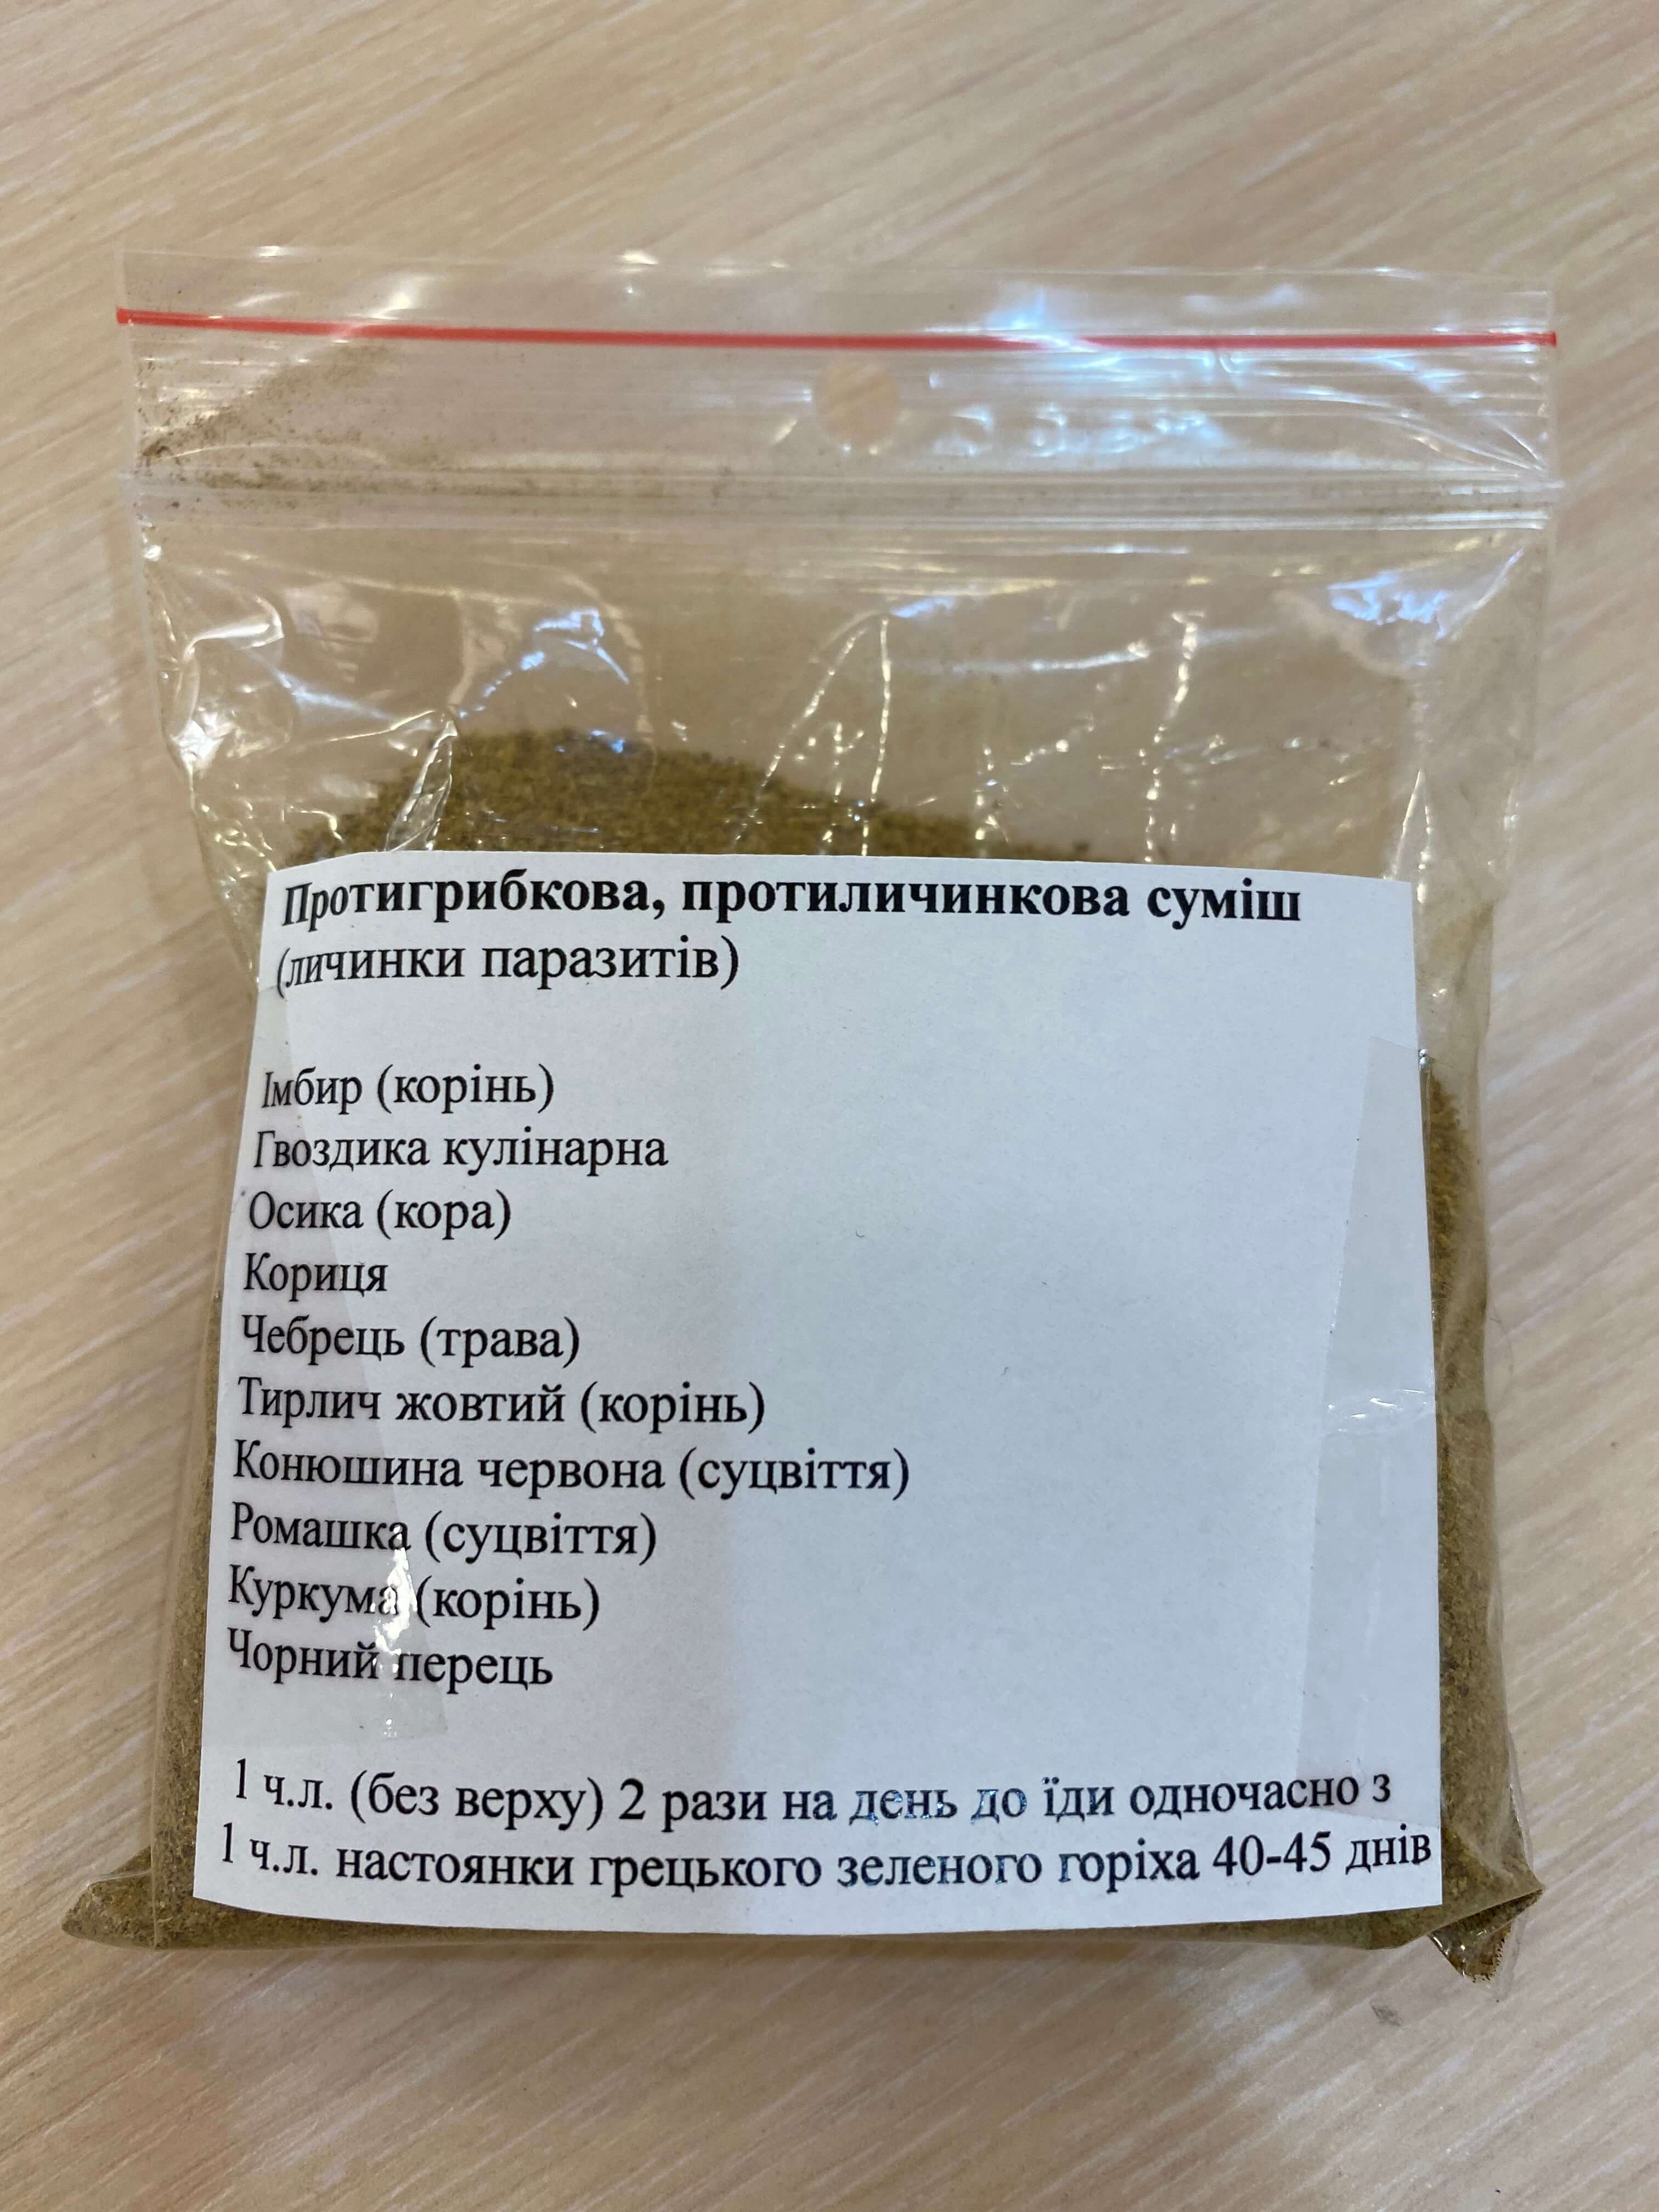 Протигрибкова, протиличинкова суміш
(личинки паразитів)
Імбир (корінь)
Гвоздика кулінарна
Осика (кора)
Кориця
Чебрець (трава)
Тирлич жовтий (корінь)
Конюшина червона (суцвіття)
Ромашка (суцвіття)
Куркума (корінь)
Чорний перець
1 ч.л. (без верху) 2 рази на день до їди одночасно з
1 ч.л. настоянки грецького зеленого горіха 40-45 днів